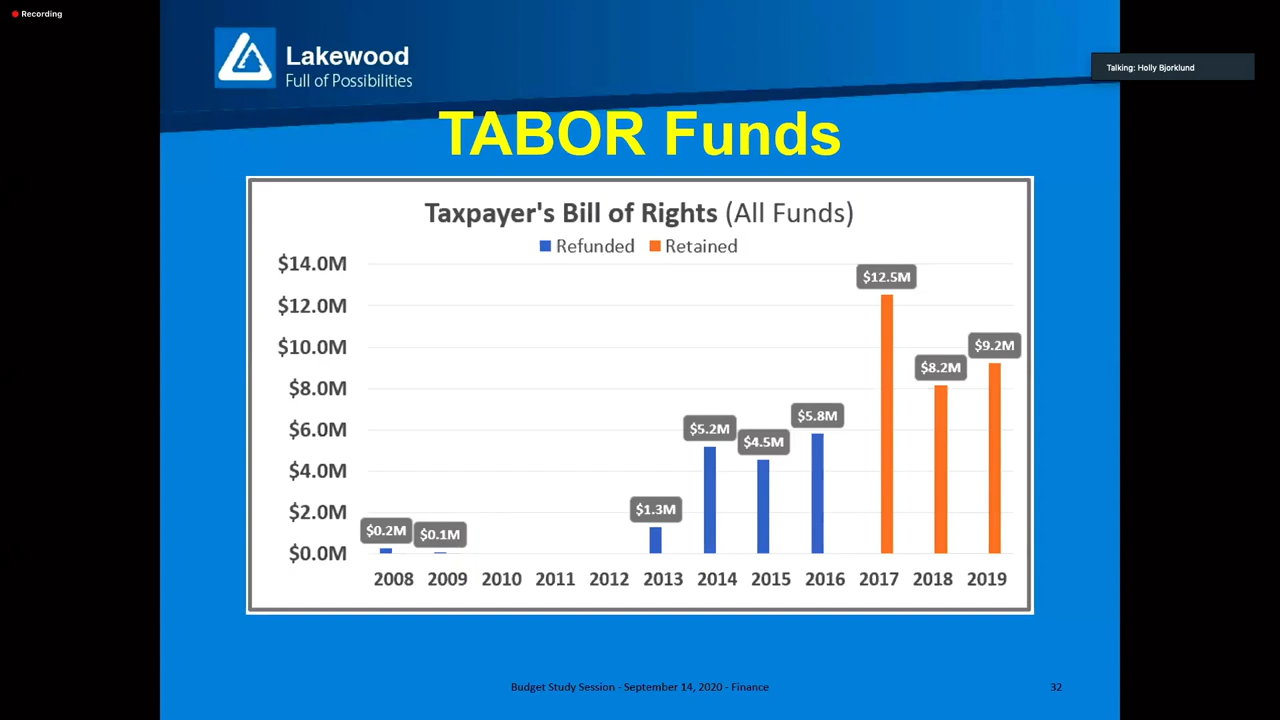 Recording
Lakewood
Full of Possibilities
Talking: Holly Bjorklund
TABOR Funds
Taxpayer's Bill of Rights (All Funds)
Refunded Retained
$14.0M
$12.0M
$10.0M
$8.0M
$6.0M
$4.0M
$2.0M
$0.0M
$0.2M
$0.1M
$1.3M
$5.2M
$4.5M
$5.8M
$12.5M
$8.2M
$9.2M
2008 2009 2010 2011 2012 2013 2014 2015 2016 2017 2018 2019
Budget Study Session - September 14, 2020 - Finance
32